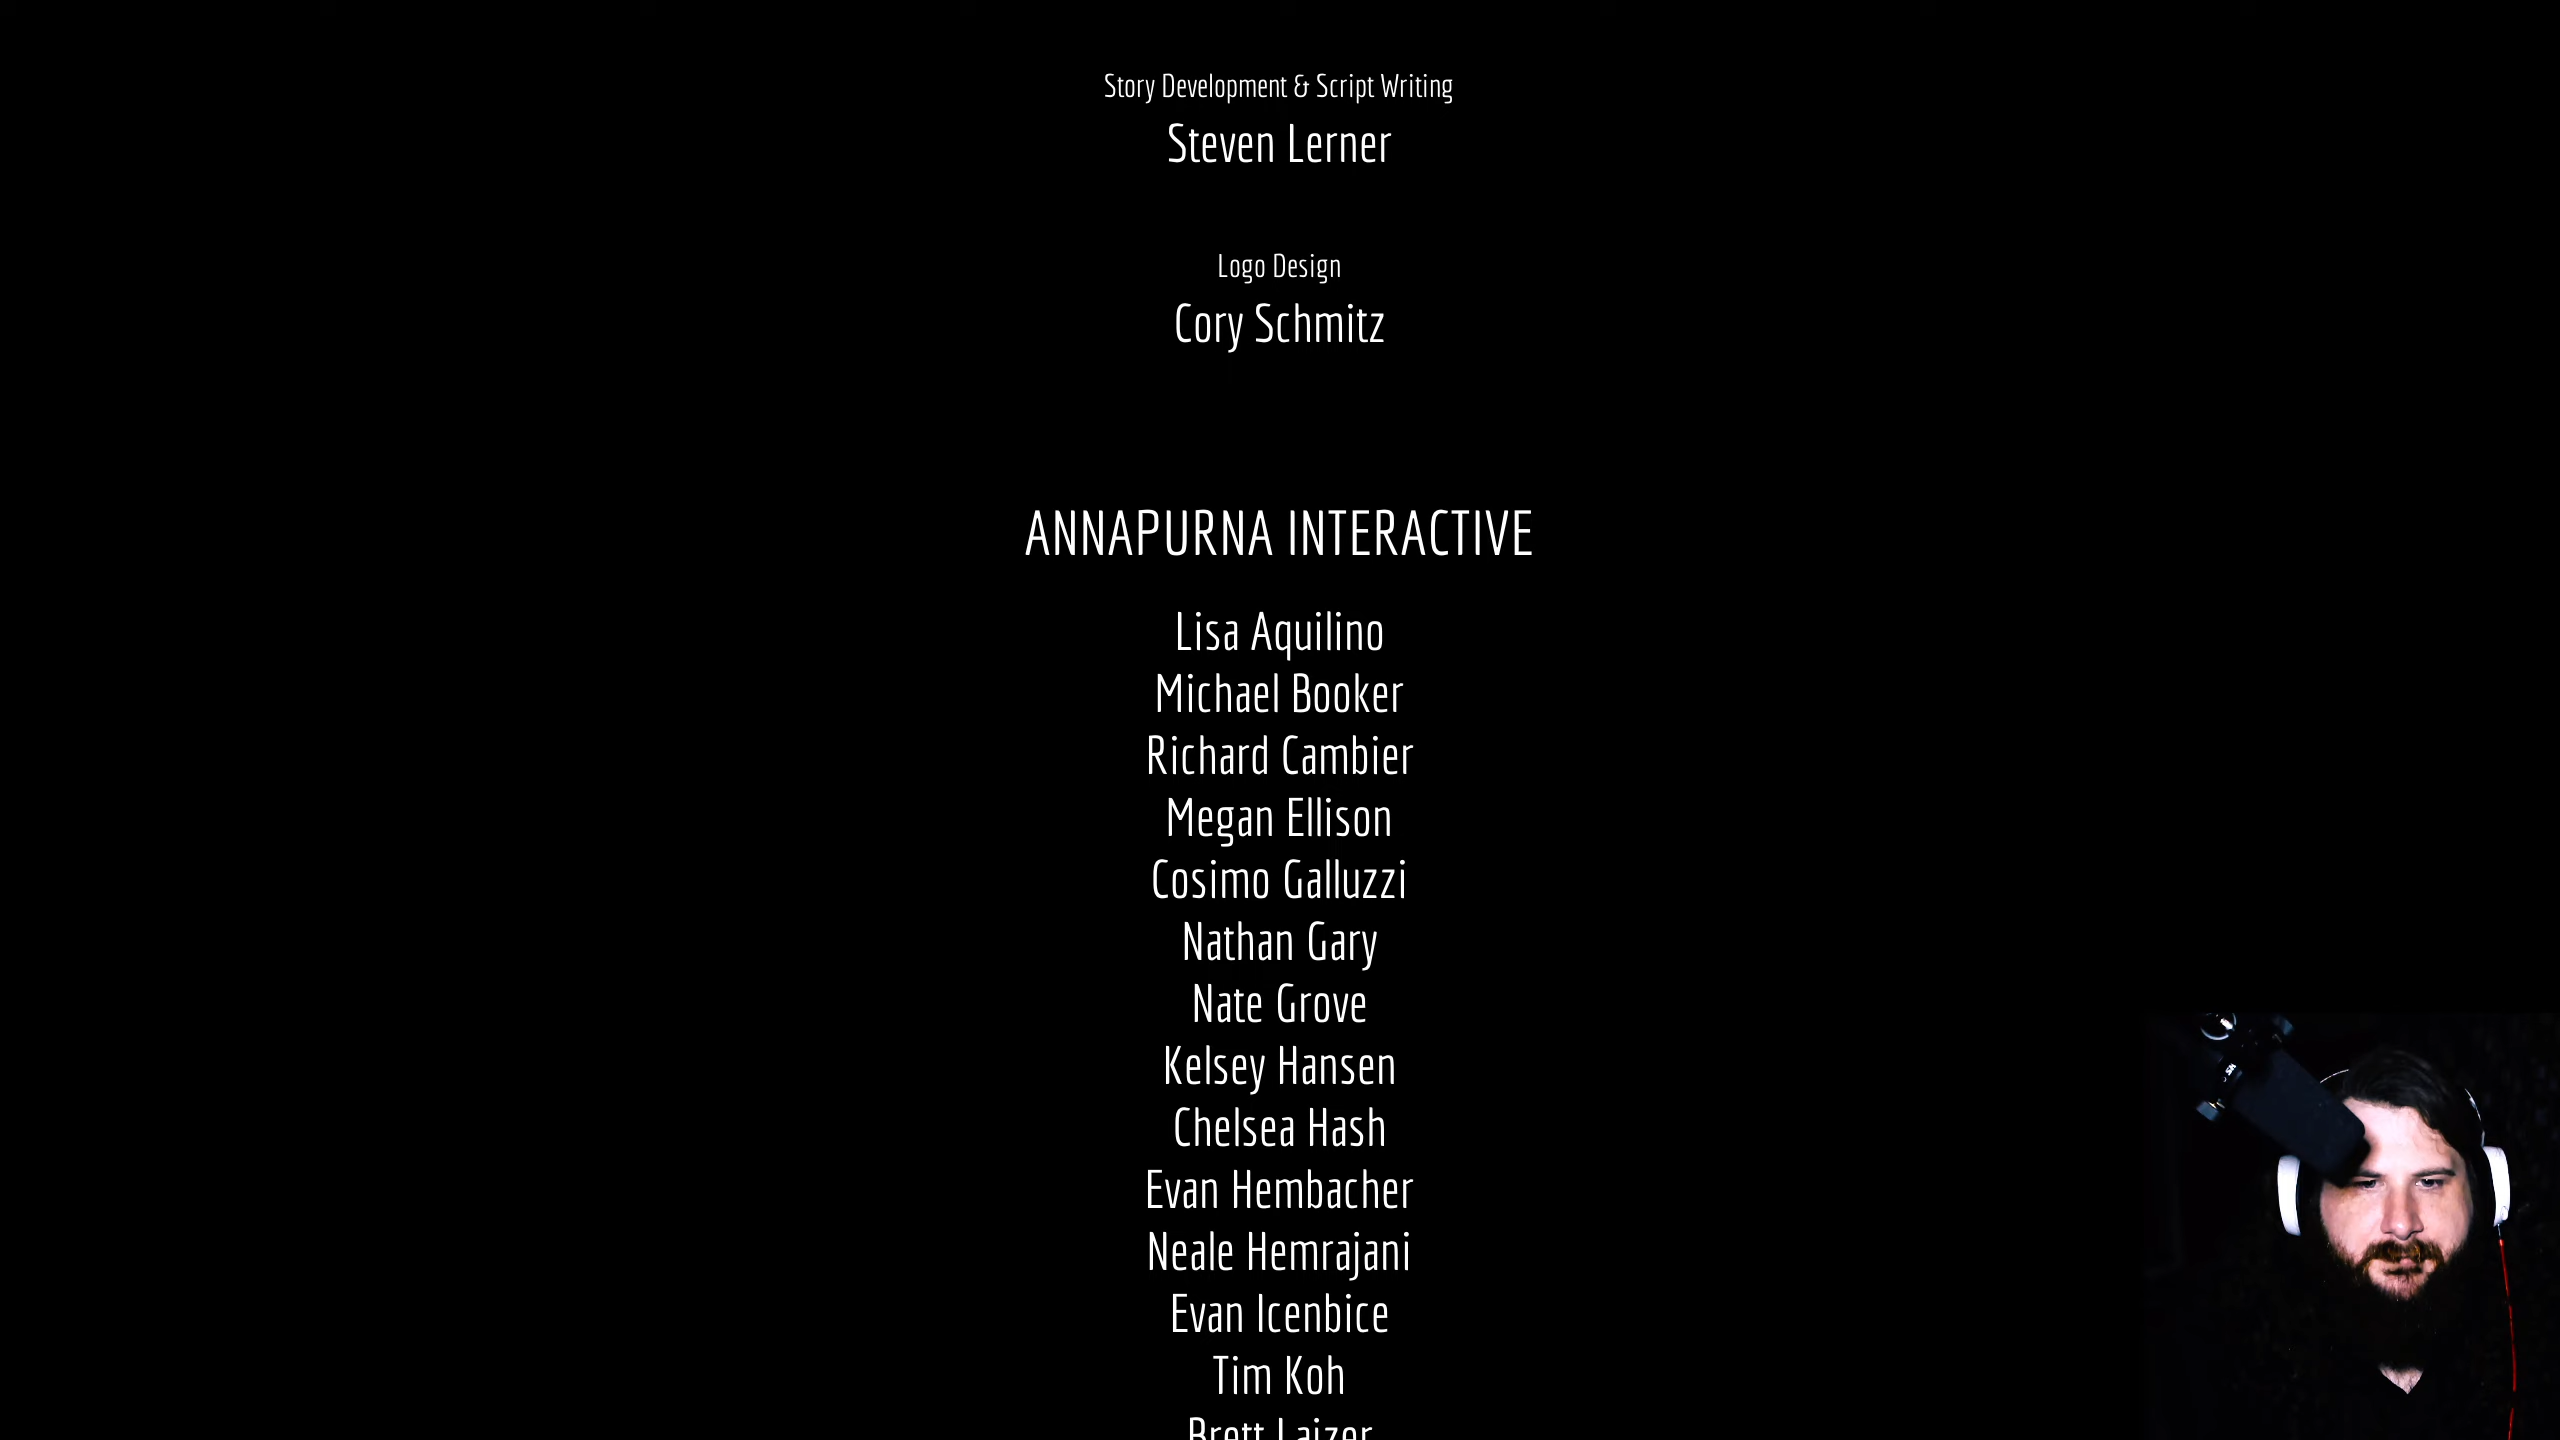 Story Development & Script Writing
Steven Lerner
Logo Design
Cory Schmitz
ANNAPURNA INTERACTIVE
Lisa Aquilino
Michael Booker
Richard Cambier
Megan Ellison
Cosimo Galluzzi
Nathan Gary
Nate Grove
Kelsey Hansen
Chelsea Hash
Evan Hembacher
Neale Hemrajani
Evan Icenbice
Tim Koh
Brett Laizer